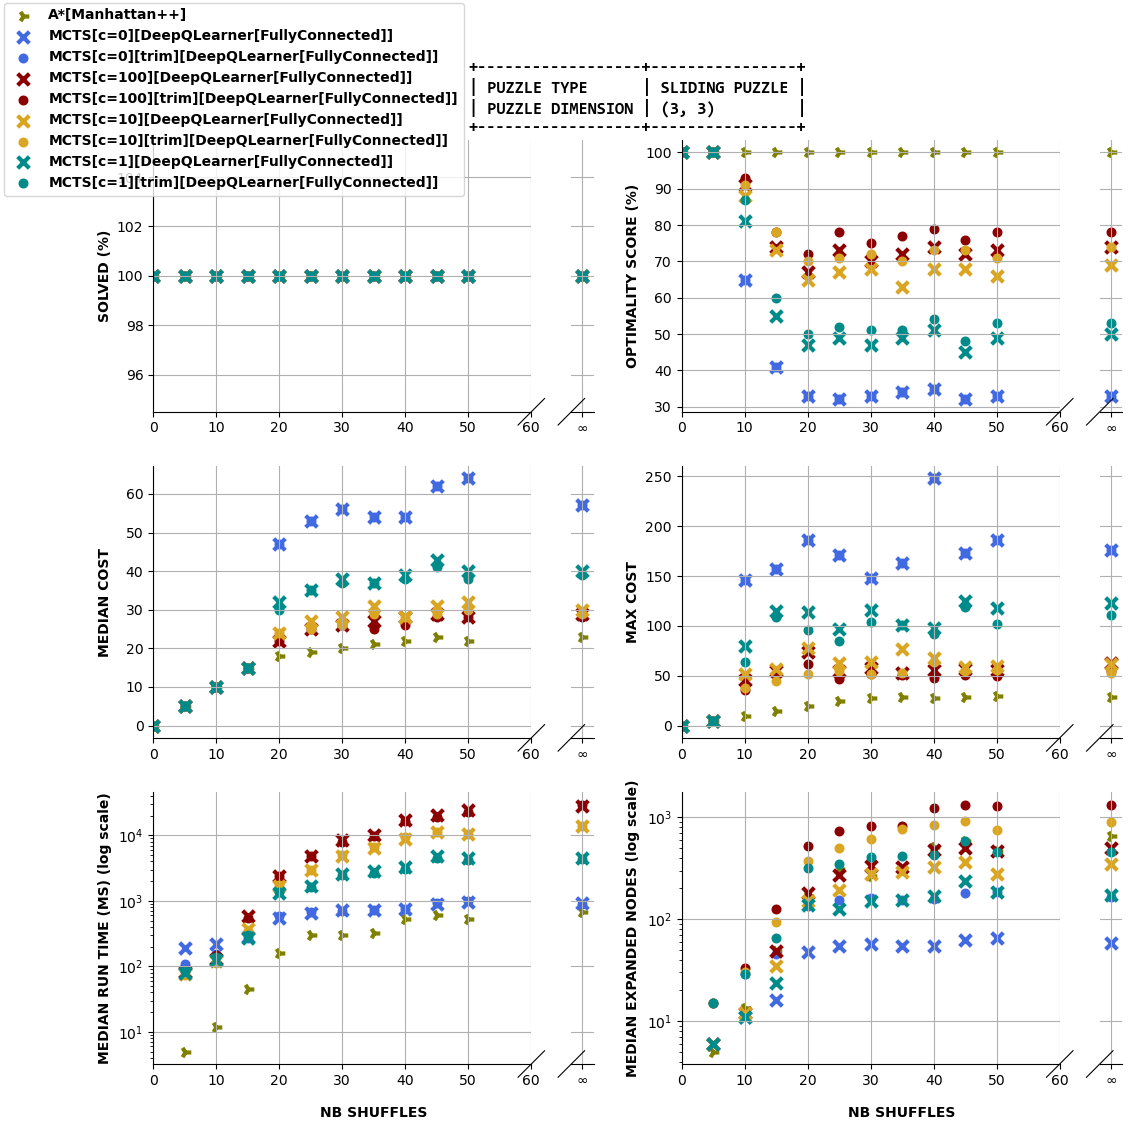 A*[Manhattan++]
MCTS[c=0][DeepQLearner[FullyConnected]]
MCTS[c=0][trim][DeepQLearner[FullyConnected]]
MCTS[c=100][DeepQLearner[FullyConnected]]
MCTS[c=100][trim][DeepQLearner[FullyConnected]]
MCTS[c=10][DeepQLearner[FullyConnected]]
MCTS[c=10][trim][DeepQLearner[FullyConnected]]
MCTS[c=1][DeepQLearner[FullyConnected]]
MCTS[c=1][trim][DeepQLearner[FullyConnected]]
+--------------------+------------------+
| PUZZLE TYPE | SLIDING PUZZLE |
| PUZZLE DIMENSION | (3, 3) |
+--------------------+------------------+
SOLVED (%)
104
102
100
98
96
0 10 20 30 40 50 60 ∞
OPTIMALITY SCORE (%)
100
90
80
70
60
50
40
30
0 10 20 30 40 50 60 ∞
MEDIAN COST
60
50
40
30
20
10
0
0 10 20 30 40 50 60 ∞
MAX COST
250
200
150
100
50
0
0 10 20 30 40 50 60 ∞
MEDIAN RUN TIME (MS) (log scale)
10⁴
10³
10²
10¹
0 10 20 30 40 50 60 ∞
NB SHUFFLES
MEDIAN EXPANDED NODES (log scale)
10³
10²
10¹
0 10 20 30 40 50 60 ∞
NB SHUFFLES